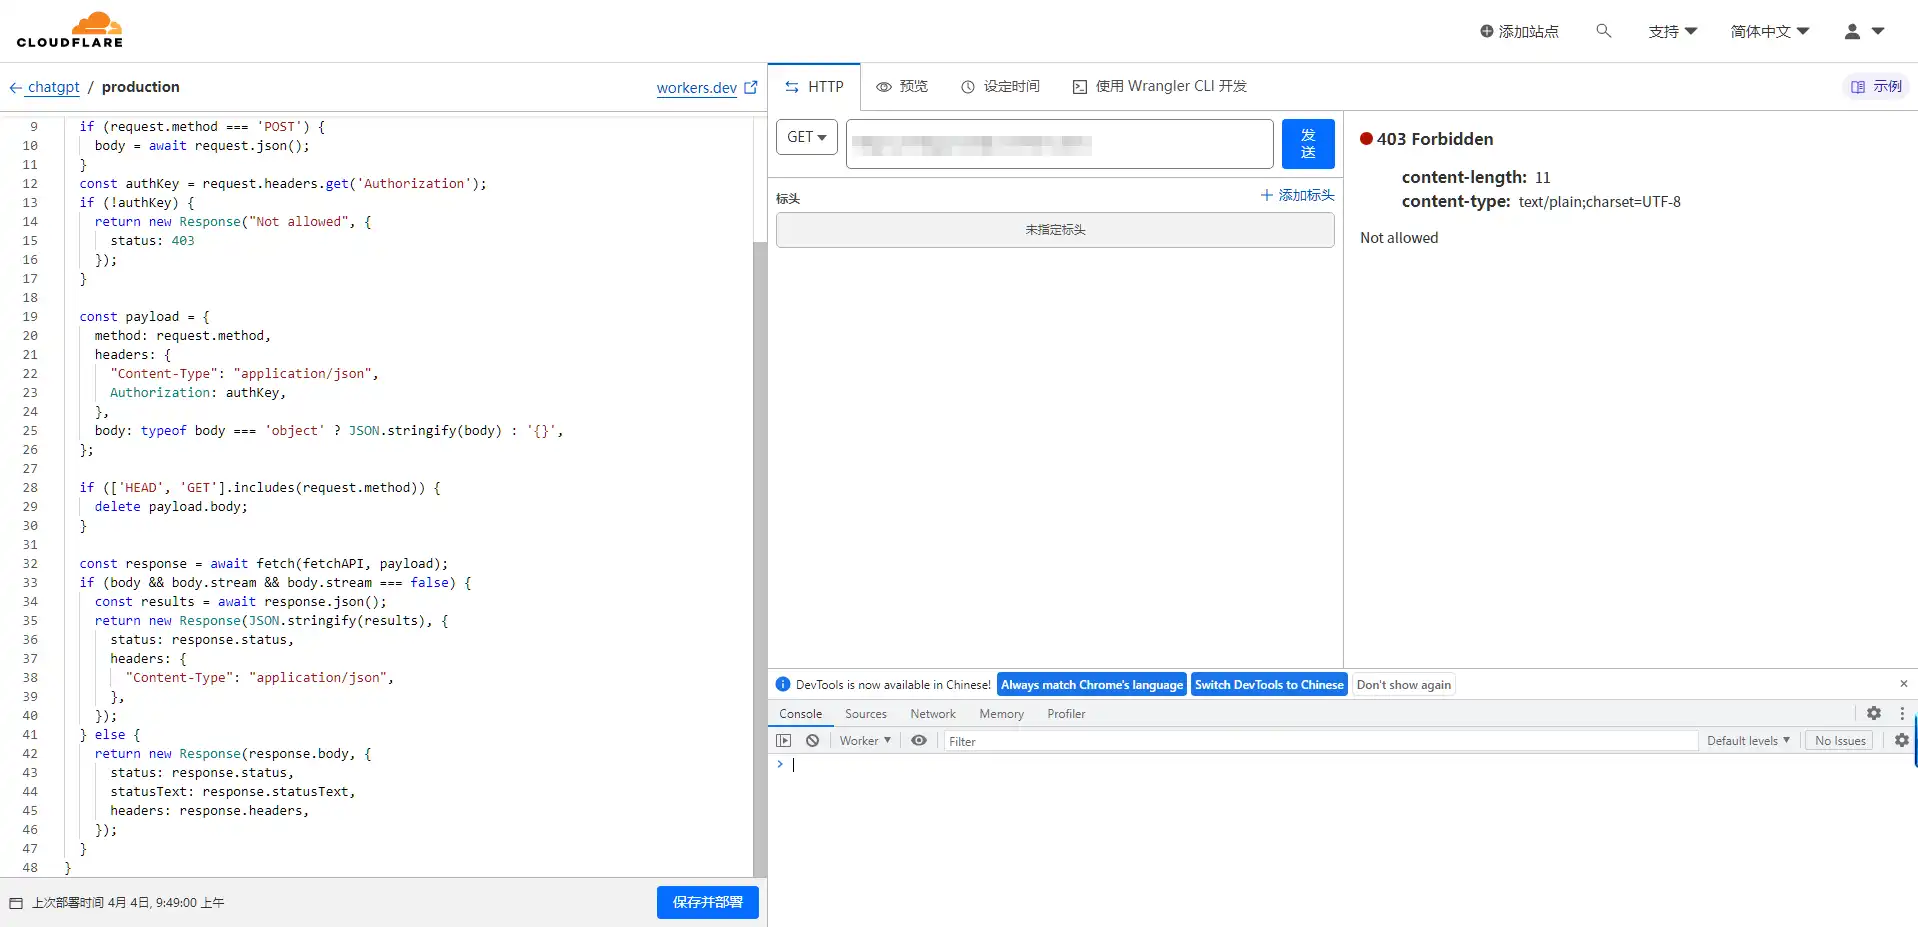 CLOUDFLARE
添加站点
支持
简体中文
chatgpt / production
workers.dev
HTTP
预览
设定时间
使用 Wrangler CLI 开发
示例
9 if (request.method === 'POST') {
10 body = await request.json();
11 }
12 const authKey = request.headers.get('Authorization');
13 if (!authKey) {
14 return new Response("Not allowed", {
15 status: 403
16 });
17 }
18
19 const payload = {
20 method: request.method,
21 headers: {
22 "Content-Type": "application/json",
23 Authorization: authKey,
24 },
25 body: typeof body === 'object' ? JSON.stringify(body) : '{}',
26 };
27
28 if (['HEAD', 'GET'].includes(request.method)) {
29 delete payload.body;
30 }
31
32 const response = await fetch(fetchAPI, payload);
33 if (body && body.stream && body.stream === false) {
34 const results = await response.json();
35 return new Response(JSON.stringify(results), {
36 status: response.status,
37 headers: {
38 "Content-Type": "application/json",
39 },
40 });
41 } else {
42 return new Response(response.body, {
43 status: response.status,
44 statusText: response.statusText,
45 headers: response.headers,
46 });
47 }
48 }
上次部署时间 4月 4日, 9:49:00 上午
保存并部署
GET
发
送
标头
添加标头
未指定标头
403 Forbidden
content-length: 11
content-type: text/plain;charset=UTF-8
Not allowed
DevTools is now available in Chinese!
Always match Chrome's language
Switch DevTools to Chinese
Don't show again
Console
Sources
Network
Memory
Profiler
Worker
Filter
Default levels
No Issues